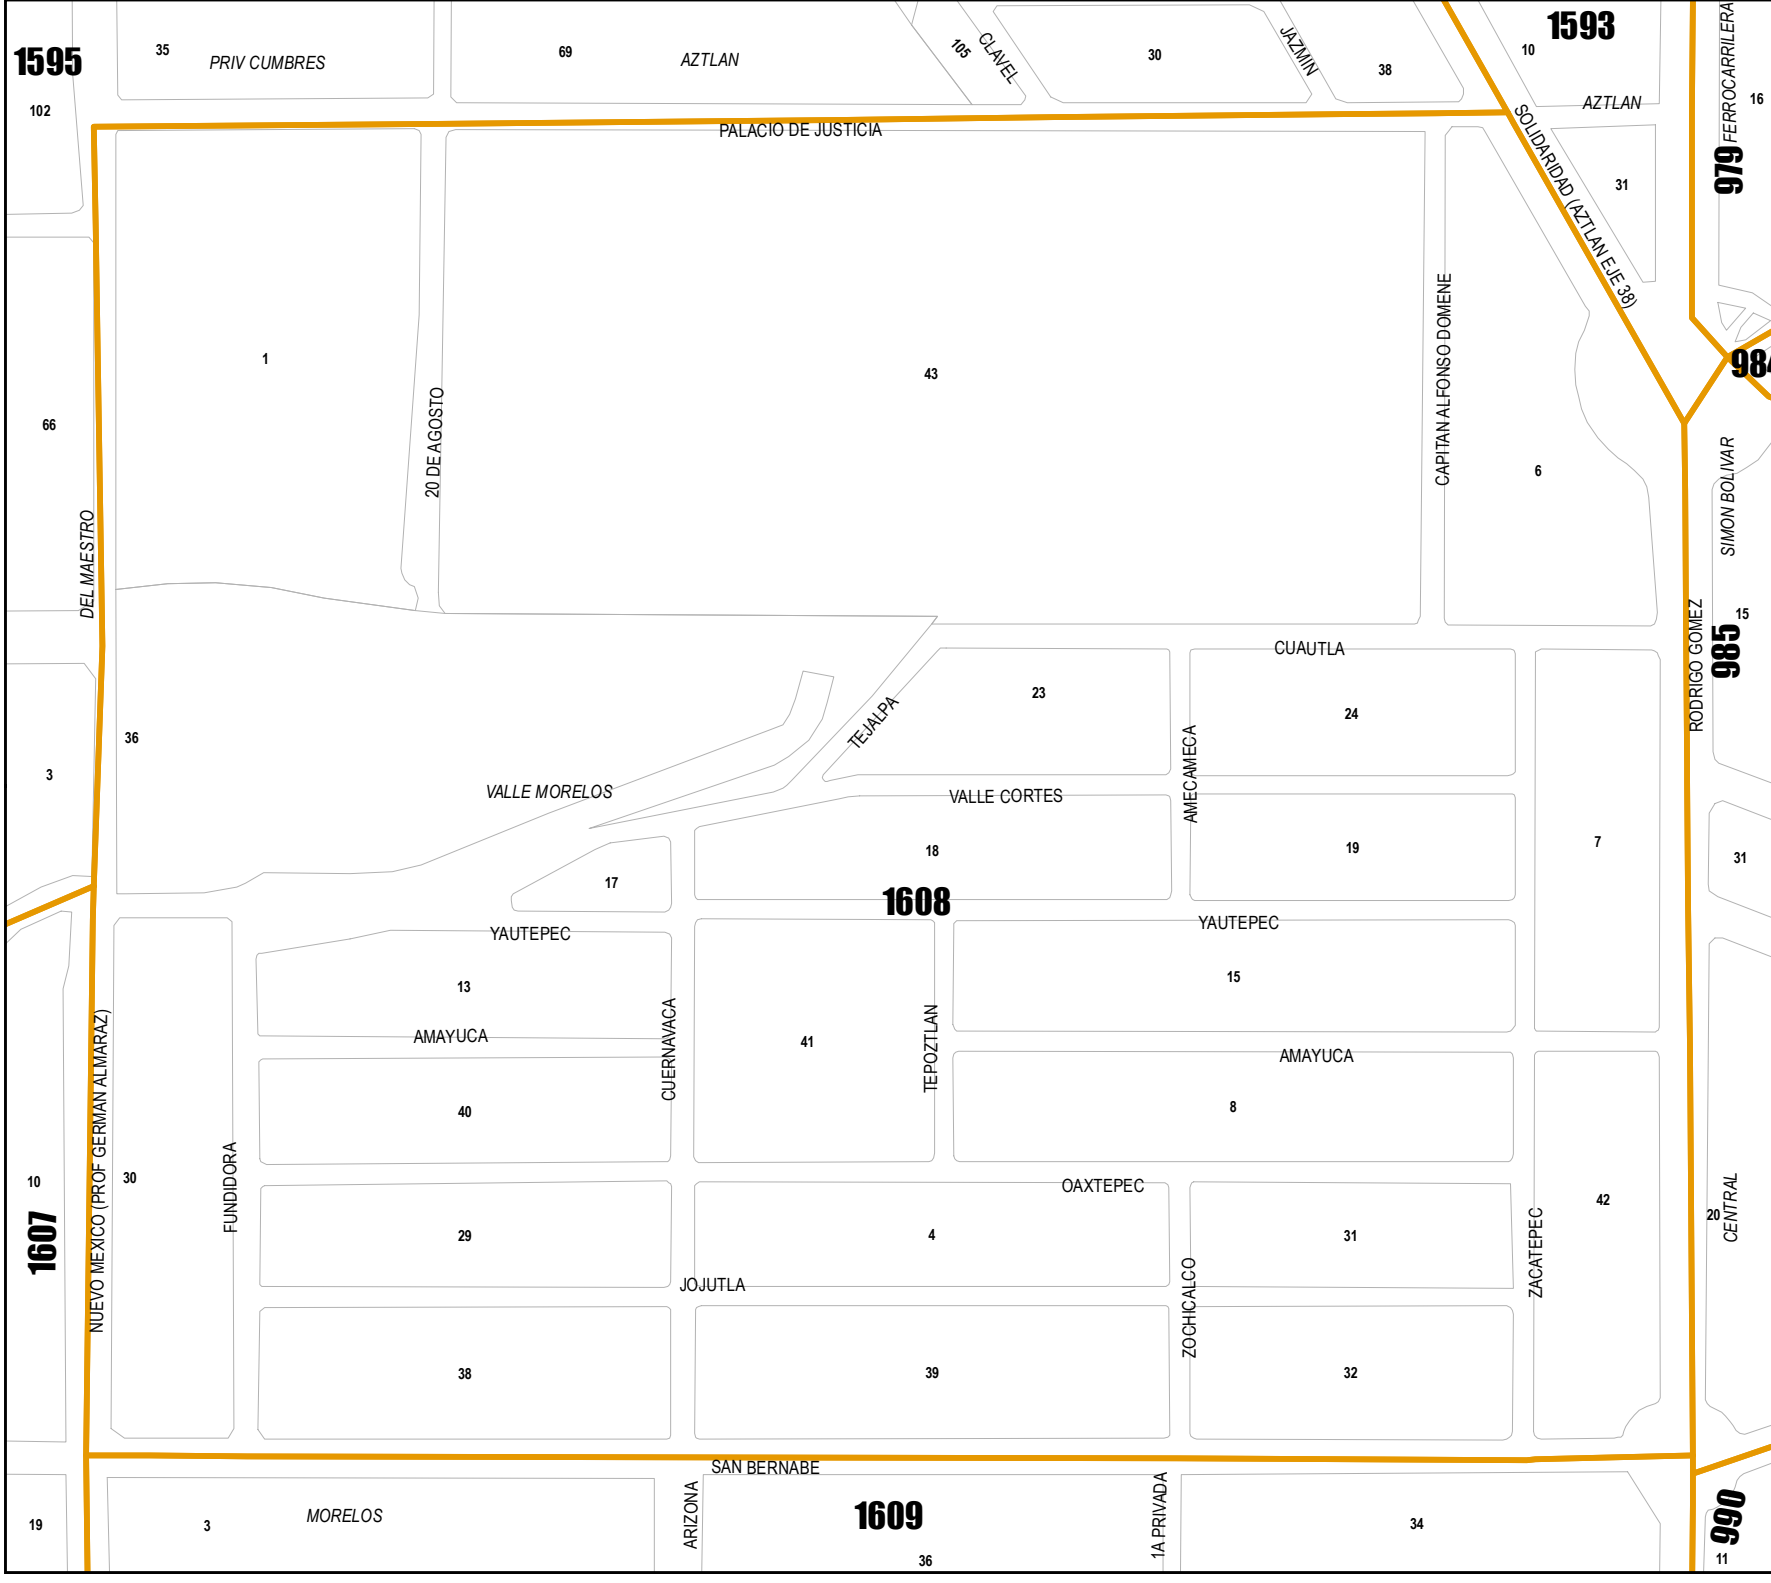 1593
10
35
69
PRIV CUMBRES
AZTLAN
105
CLAVEL
30
JAZMIN
38
1595
102
AZTLAN
16
FERROCARRILERA
979
PALACIO DE JUSTICIA
SOLIDARIDAD (AZTLAN EJE 38)
31
1
43
984
20 DE AGOSTO
CAPITAN ALFONSO DOMENE
66
6
SIMON BOLIVAR
DEL MAESTRO
15
985
RODRIGO GOMEZ
CUAUTLA
23
24
TEJALPA
36
3
AMECAMECA
VALLE MORELOS
VALLE CORTES
18
19
7
31
17
1608
YAUTEPEC
YAUTEPEC
13
15
AMAYUCA
41
CUERNAVACA
TEPOZTLAN
AMAYUCA
40
8
NUEVO MEXICO (PROF GERMAN ALMARAZ)
30
FUNDIDORA
10
1607
OAXTEPEC
42
20
CENTRAL
29
4
31
ZACATEPEC
JOJUTLA
ZOCHICALCO
38
39
32
SAN BERNABE
19
3
MORELOS
ARIZONA
1609
1A PRIVADA
34
990
36
11